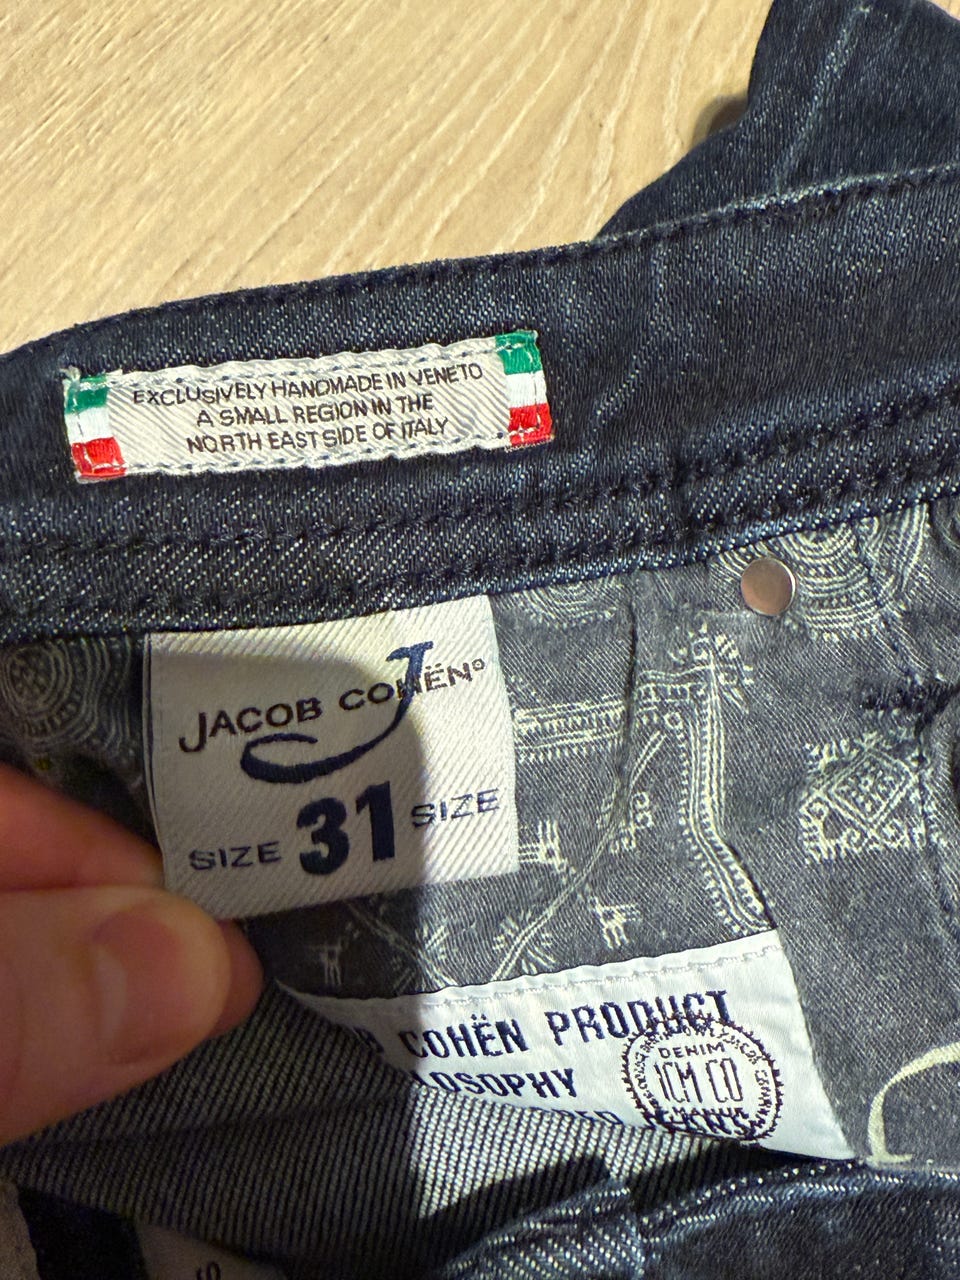 EXCLUSIVELY HANDMADE IN VENETO
A SMALL REGION IN THE
NORTH EAST SIDE OF ITALY
J
JACOB COHËN
SIZE 31 SIZE
COHËN PRODUCT
DENIM
JCM CO